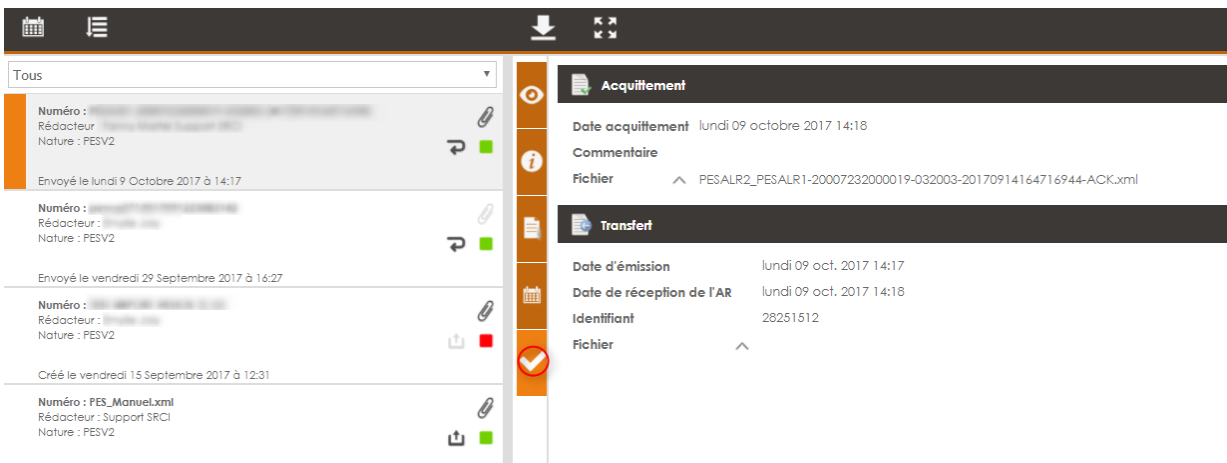 Tous
Numéro :
Rédacteur :
Nature : PESV2
Envoyé le lundi 9 Octobre 2017 à 14:17
Numéro :
Rédacteur :
Nature : PESV2
Envoyé le vendredi 29 Septembre 2017 à 16:27
Numéro :
Rédacteur :
Nature : PESV2
Créé le vendredi 15 Septembre 2017 à 12:31
Numéro : PES_Manuel.xml
Rédacteur : Support SRCI
Nature : PESV2
Acquittement
Date acquittement lundi 09 octobre 2017 14:18
Commentaire
Fichier PESALR2_PESALR1-20007232000019-032003-20170914164716944-ACK.xml
Transfert
Date d'émission lundi 09 oct. 2017 14:17
Date de réception de l'AR lundi 09 oct. 2017 14:18
Identifiant 28251512
Fichier